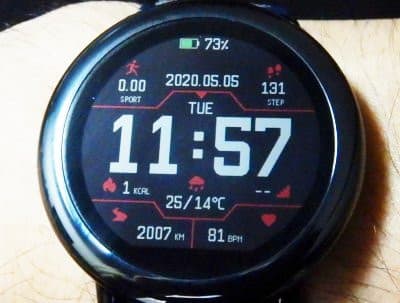 73%
0.00 2020.05.05 131
SPORT STEP
TUE
11:57
1 KCAL --
25/14°C
2007 KM 81 BPM